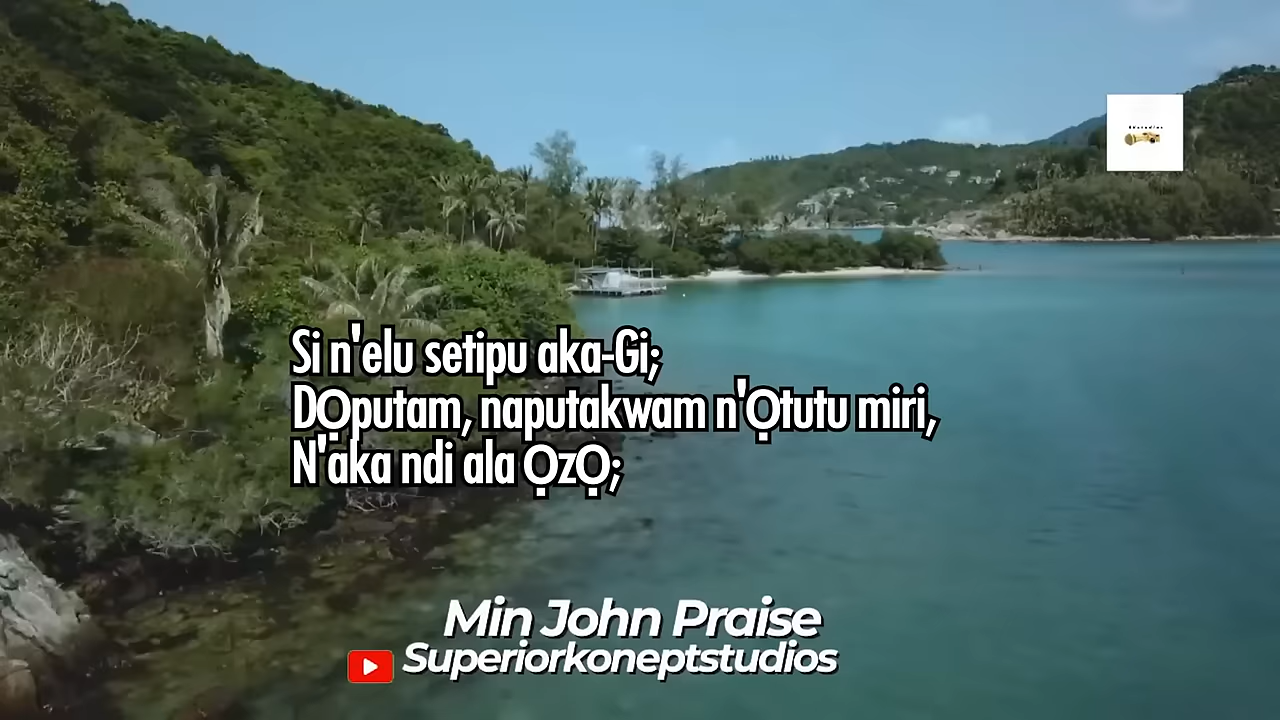 Si n'elu setipu aka-Gi;
DỌputam, naputakwam n'Ọtutu miri,
N'aka ndi ala ỌzỌ;
Min John Praise
Superiorkoneptstudios